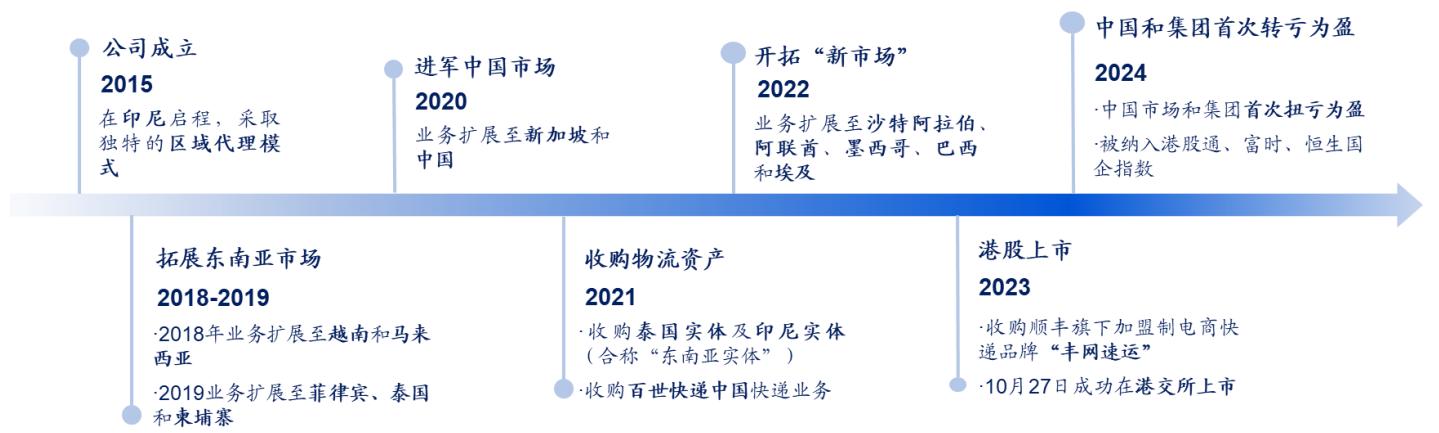 公司成立
2015
在印尼启程，采取
独特的区域代理模
式
进军中国市场
2020
业务扩展至新加坡和
中国
开拓“新市场”
2022
业务扩展至沙特阿拉伯、
阿联酋、墨西哥、巴西
和埃及
中国和集团首次转亏为盈
2024
·中国市场和集团首次扭亏为盈
·被纳入港股通、富时、恒生国
企指数
拓展东南亚市场
2018-2019
·2018年业务扩展至越南和马来
西亚
·2019业务扩展至菲律宾、泰国
和柬埔寨
收购物流资产
2021
·收购泰国实体及印尼实体
（合称“东南亚实体”）
·收购百世快递中国快递业务
港股上市
2023
·收购顺丰旗下加盟制电商快
递品牌“丰网速运”
·10月27日成功在港交所上市